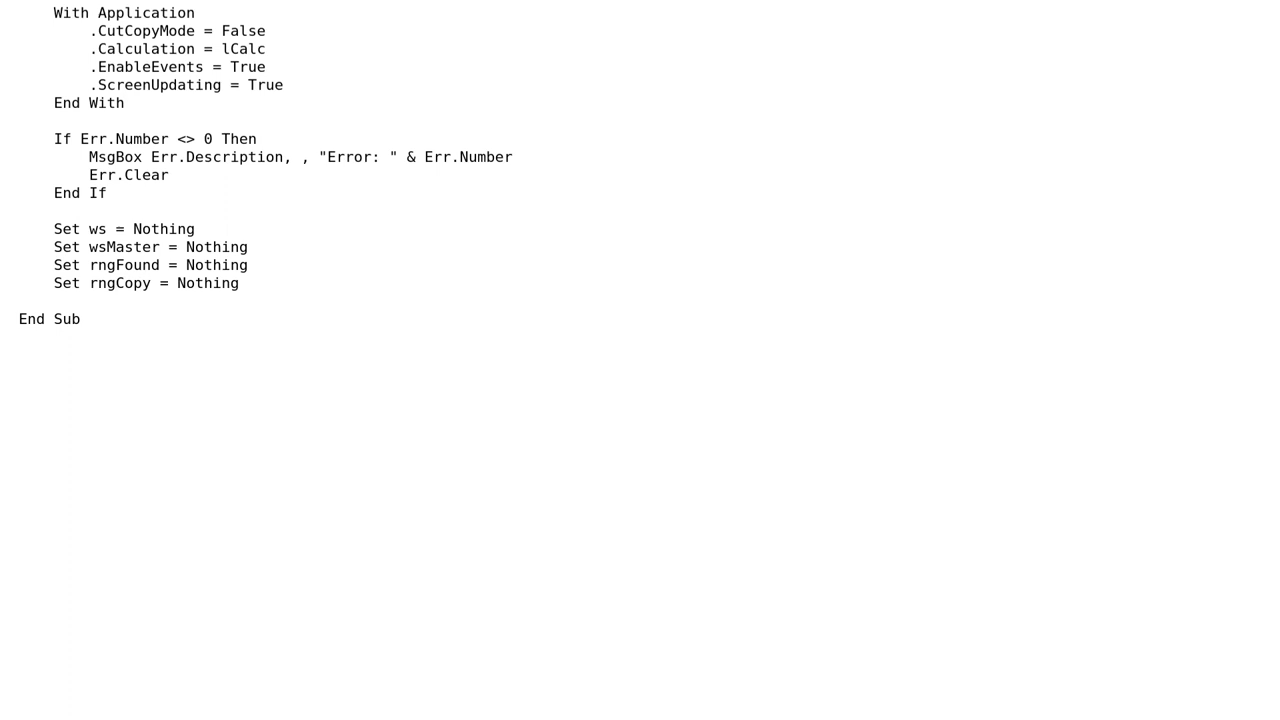 With Application
.CutCopyMode = False
.Calculation = lCalc
.EnableEvents = True
.ScreenUpdating = True
End With
If Err.Number <> 0 Then
MsgBox Err.Description, , "Error: " & Err.Number
Err.Clear
End If
Set ws = Nothing
Set wsMaster = Nothing
Set rngFound = Nothing
Set rngCopy = Nothing
End Sub